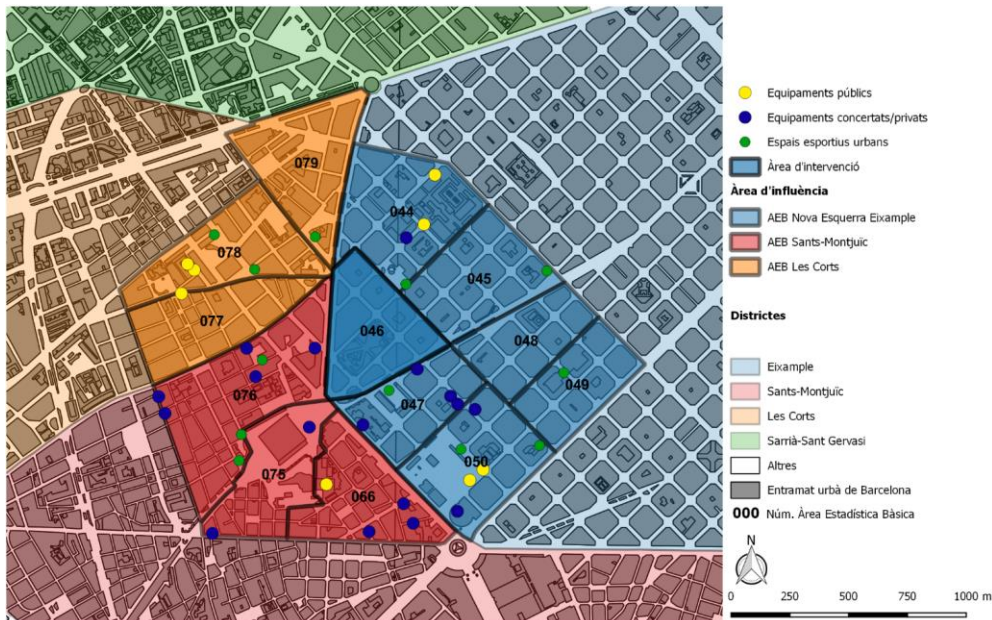 Equipaments públics
Equipaments concertats/privats
Espais esportius urbans
Àrea d'intervenció
Àrea d'influència
AEB Nova Esquerra Eixample
AEB Sants-Montjuïc
AEB Les Corts
Districtes
Eixample
Sants-Montjuïc
Les Corts
Sarrià-Sant Gervasi
Altres
Entramat urbà de Barcelona
000 Núm. Àrea Estadística Bàsica
N
0 250 500 750 1000 m
079
044
078
045
077
046
048
049
076
047
050
075
066